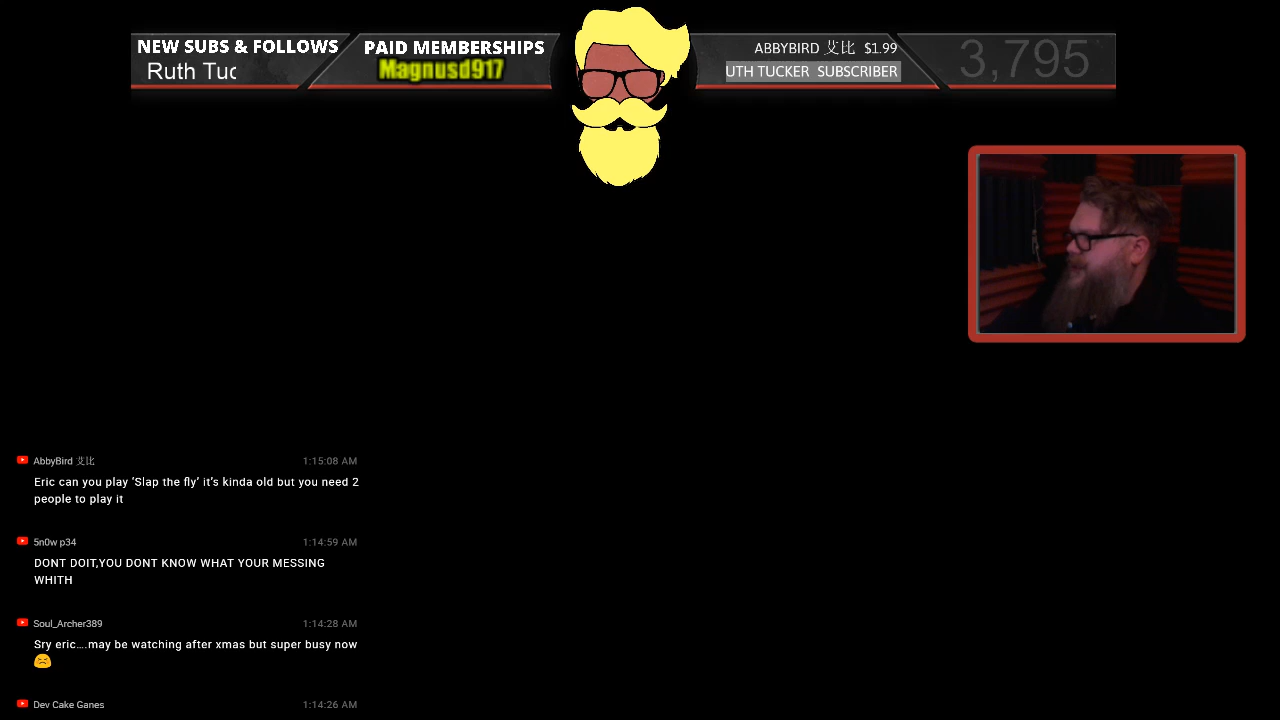 NEW SUBS & FOLLOWS
Ruth Tuc
PAID MEMBERSHIPS
Magnusd917
ABBYBIRD 艾比 $1.99
UTH TUCKER SUBSCRIBER
3,795
AbbyBird 艾比 1:15:08 AM
Eric can you play ‘Slap the fly’ it’s kinda old but you need 2
people to play it
5n0w p34 1:14:59 AM
DONT DOIT,YOU DONT KNOW WHAT YOUR MESSING
WHITH
Soul_Archer389 1:14:28 AM
Sry eric....may be watching after xmas but super busy now
Dev Cake Ganes 1:14:26 AM